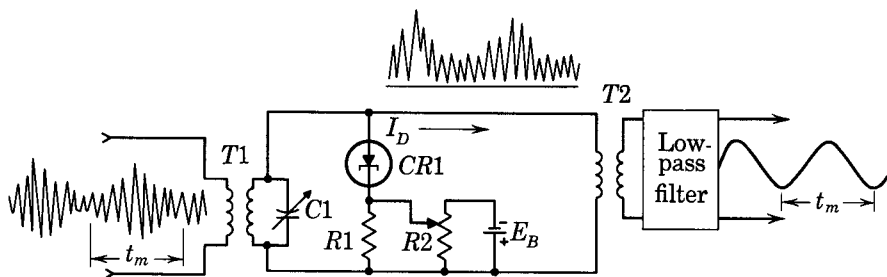 T2
I_D
T1
CR1
Low-
pass
filter
C1
t_m
R1
R2
E_B
t_m